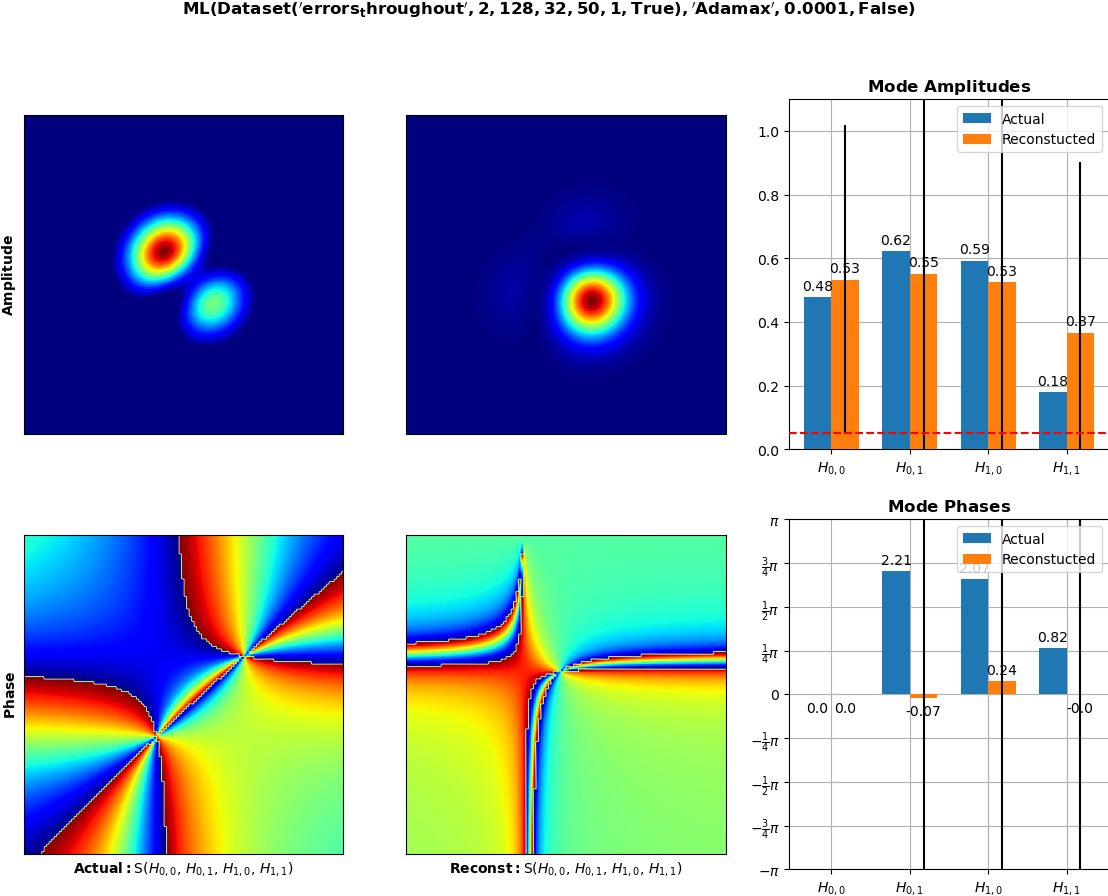 ML(Dataset('errors_throughout', 2, 128, 32, 50, 1, True), 'Adamax', 0.0001, False)
Mode Amplitudes
Amplitude
Actual
Reconstucted
1.0
0.8
0.6
0.4
0.2
0.0
0.48
0.53
0.62
0.55
0.59
0.53
0.18
0.37
H0,0 H0,1 H1,0 H1,1
Mode Phases
Phase
Actual
Reconstucted
π
3/4π
1/2π
1/4π
0
−1/4π
−1/2π
−3/4π
−π
0.0 0.0
2.21
-0.07
2.07
0.24
0.82
-0.0
H0,0 H0,1 H1,0 H1,1
Actual: S(H0,0, H0,1, H1,0, H1,1)
Reconst: S(H0,0, H0,1, H1,0, H1,1)